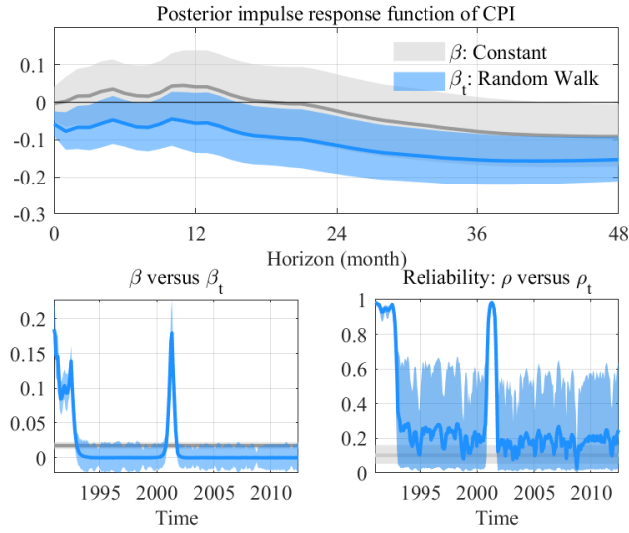 Posterior impulse response function of CPI
β: Constant
βt: Random Walk
0.1
0
-0.1
-0.2
-0.3
0 12 24 36 48
Horizon (month)
β versus βt
0.2
0.15
0.1
0.05
0
1995 2000 2005 2010
Time
Reliability: ρ versus ρt
1
0.8
0.6
0.4
0.2
0
1995 2000 2005 2010
Time